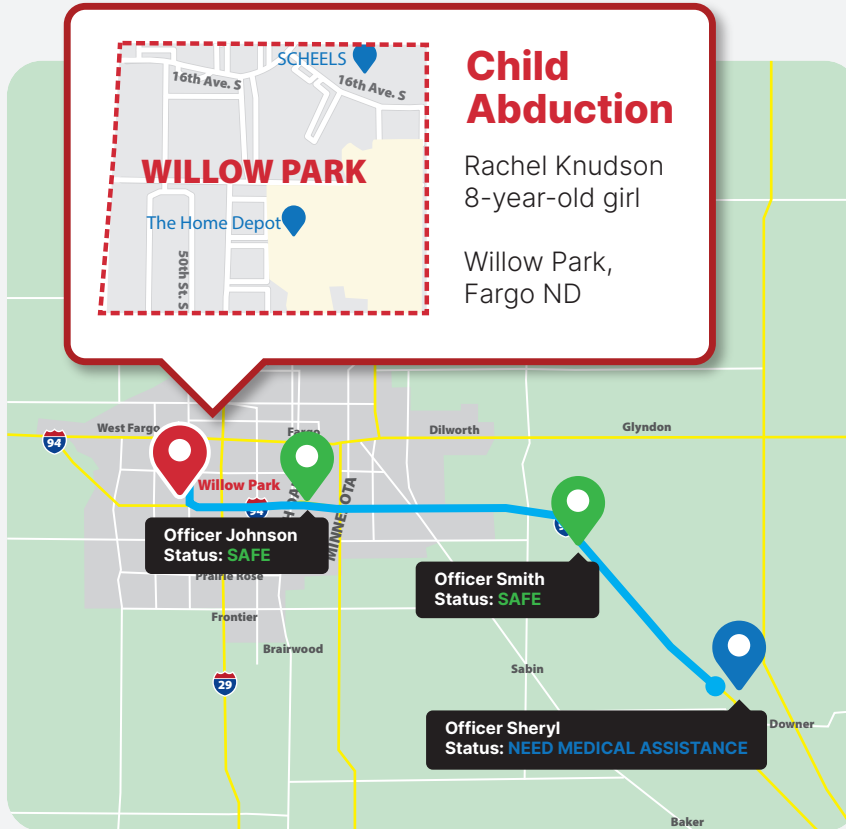 SCHEELS
16th Ave. S
16th Ave. S
WILLOW PARK
The Home Depot
50th St. S
Child
Abduction
Rachel Knudson
8-year-old girl
Willow Park,
Fargo ND
94
West Fargo
Fargo
Dilworth
Glyndon
Willow Park
94
MINNESOTA
Officer Johnson
Status: SAFE
Prairie Rose
Officer Smith
Status: SAFE
Frontier
Brairwood
Sabin
29
Officer Sheryl
Status: NEED MEDICAL ASSISTANCE
Downer
Baker